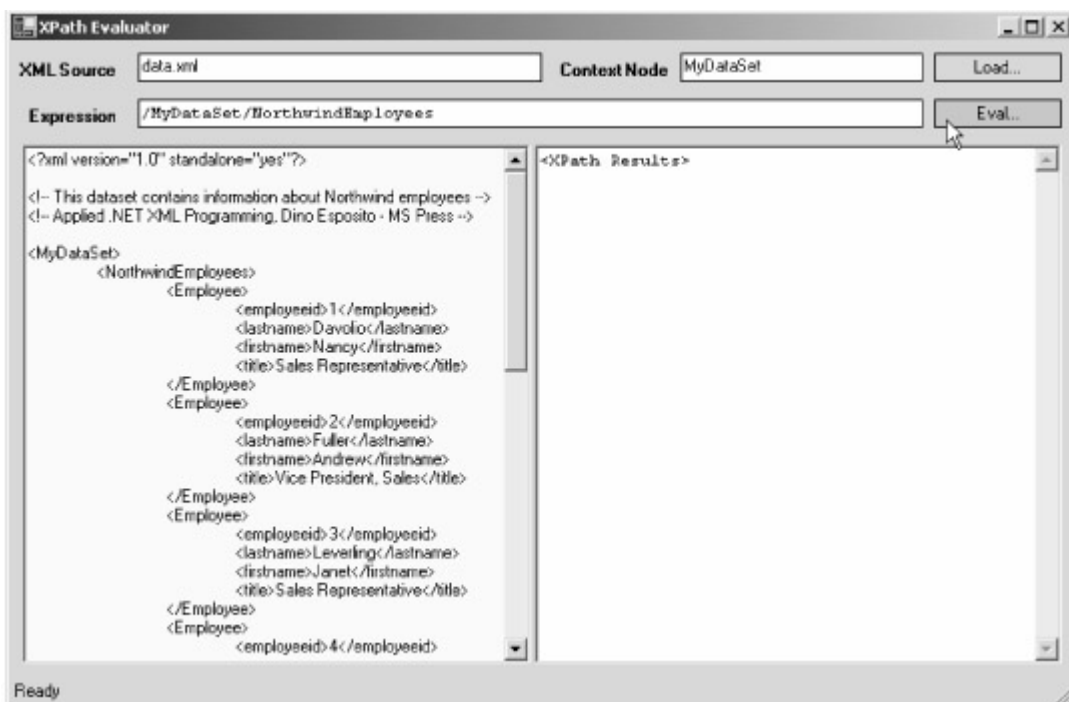 XPath Evaluator
XML Source data.xml Context Node MyDataSet Load...
Expression /MyDataSet/NorthwindEmployees Eval...
<?xml version="1.0" standalone="yes"?>
<!-- This dataset contains information about Northwind employees -->
<!-- Applied .NET XML Programming, Dino Esposito - MS Press -->
<MyDataSet>
<NorthwindEmployees>
<Employee>
<employeeid>1</employeeid>
<lastname>Davolio</lastname>
<firstname>Nancy</firstname>
<title>Sales Representative</title>
</Employee>
<Employee>
<employeeid>2</employeeid>
<lastname>Fuller</lastname>
<firstname>Andrew</firstname>
<title>Vice President, Sales</title>
</Employee>
<Employee>
<employeeid>3</employeeid>
<lastname>Leverling</lastname>
<firstname>Janet</firstname>
<title>Sales Representative</title>
</Employee>
<Employee>
<employeeid>4</employeeid>
<XPath Results>
Ready